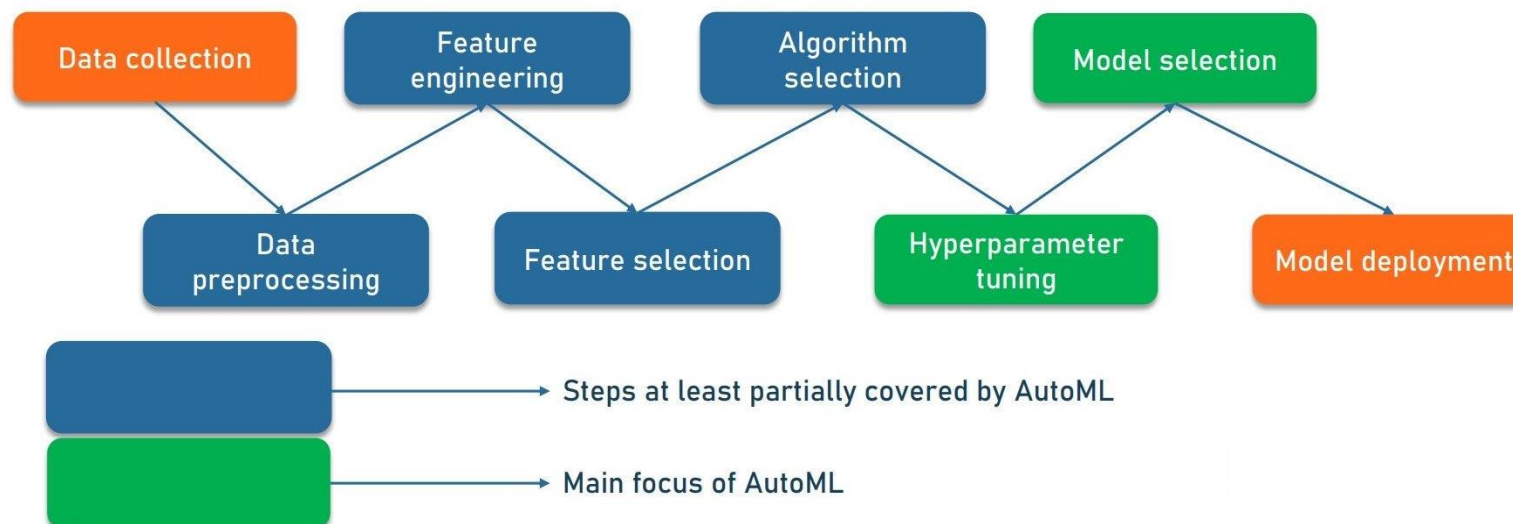 Data collection
Feature
engineering
Algorithm
selection
Model selection
Data
preprocessing
Feature selection
Hyperparameter
tuning
Model deployment
Steps at least partially covered by AutoML
Main focus of AutoML